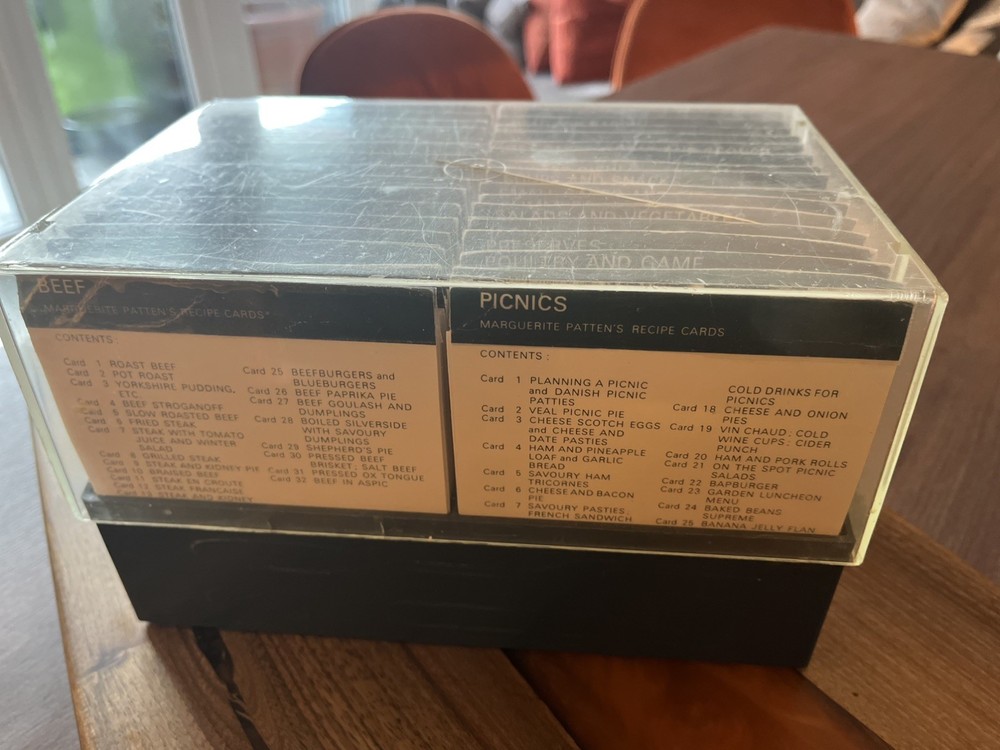 SALADS AND VEGETABLE
PRESERVES
POULTRY AND GAME
BEEF
MARGUERITE PATTEN'S RECIPE CARDS
CONTENTS :
Card 1 ROAST BEEF
Card 2 POT ROAST
Card 3 YORKSHIRE PUDDING,
ETC
Card 4 BEEF STROGANOFF
Card 5 SLOW ROASTED BEEF
Card 6 FRIED STEAK
Card 7 STEAK WITH TOMATO
JUICE AND WINTER
SALAD
Card 8 GRILLED STEAK
Card 9 STEAK AND KIDNEY PIE
Card 10 BRAISED BEEF
Card 11 STEAK EN CROUTE
Card 12 STEAK FRANCAISE
Card 13 STEAK AND KIDNEY
Card 25 BEEFBURGERS and
BLUEBURGERS
Card 26 BEEF PAPRIKA PIE
Card 27 BEEF GOULASH AND
DUMPLINGS
Card 28 BOILED SILVERSIDE
WITH SAVOURY
DUMPLINGS
Card 29 SHEPHERD'S PIE
Card 30 PRESSED BEEF
BRISKET; SALT BEEF
Card 31 PRESSED OX TONGUE
Card 32 BEEF IN ASPIC
PICNICS
MARGUERITE PATTEN'S RECIPE CARDS
CONTENTS :
Card 1 PLANNING A PICNIC
and DANISH PICNIC
PATTIES
Card 2 VEAL PICNIC PIE
Card 3 CHEESE SCOTCH EGGS
and CHEESE AND
DATE PASTIES
Card 4 HAM AND PINEAPPLE
LOAF and GARLIC
BREAD
Card 5 SAVOURY HAM
TRICORNES
Card 6 CHEESE AND BACON
PIE
Card 7 SAVOURY PASTIES;
FRENCH SANDWICH
COLD DRINKS FOR
PICNICS
Card 18 CHEESE AND ONION
PIES
Card 19 VIN CHAUD: COLD
WINE CUPS: CIDER
PUNCH
Card 20 HAM AND PORK ROLLS
Card 21 ON THE SPOT PICNIC
SALADS
Card 22 BAPBURGER
Card 23 GARDEN LUNCHEON
MENU
Card 24 BAKED BEANS
SUPREME
Card 25 BANANA JELLY FLAN